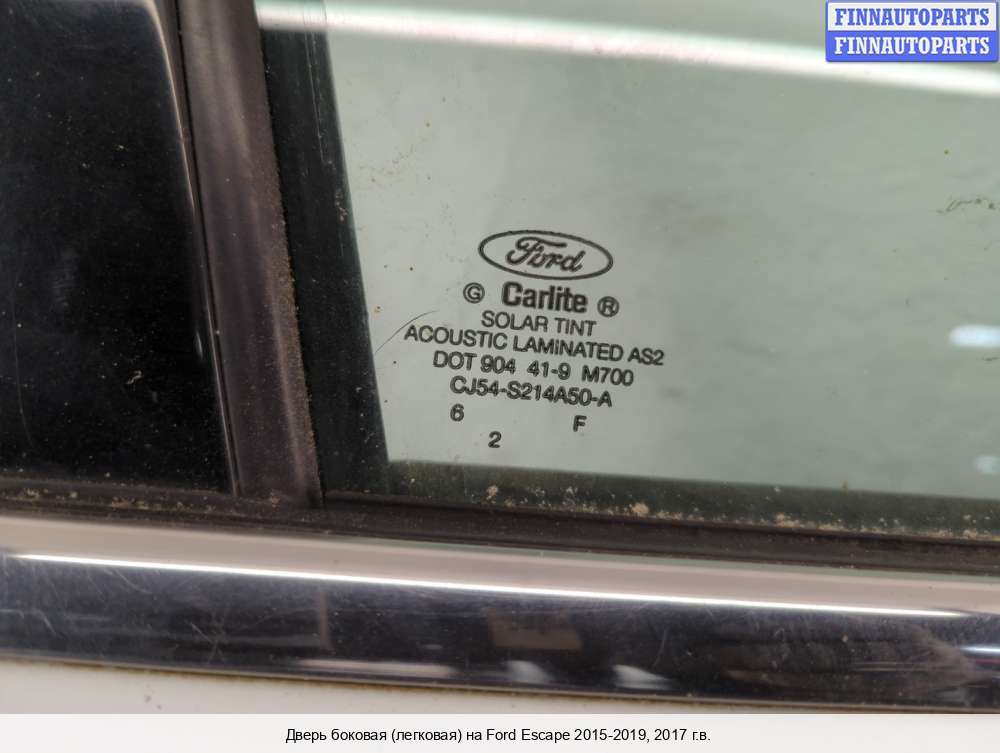 FINNAUTOPARTS
FINNAUTOPARTS
Ford
G Carlite ®
SOLAR TINT
ACOUSTIC LAMINATED AS2
DOT 904 41-9 M700
CJ54-S214A50-A
6 F
2
Дверь боковая (легковая) на Ford Escape 2015-2019, 2017 г.в.